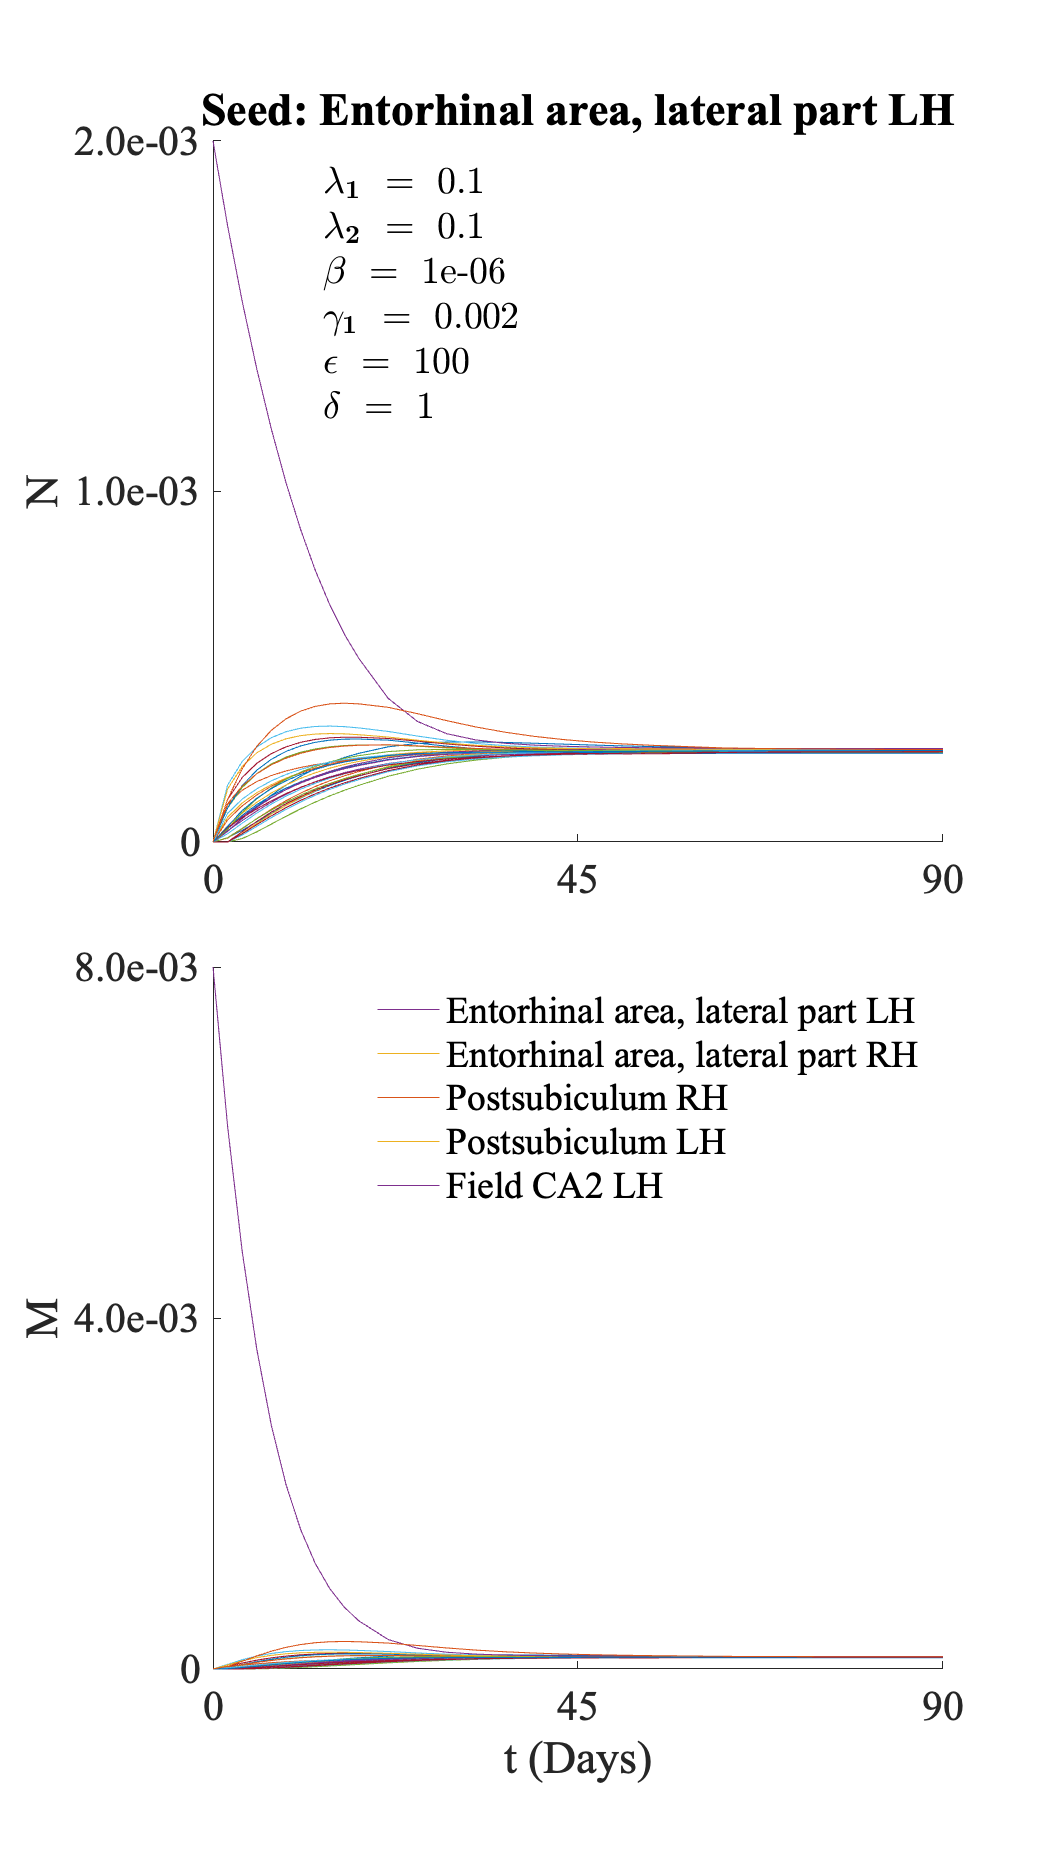 Seed: Entorhinal area, lateral part LH
2.0e-03
λ1 = 0.1
λ2 = 0.1
β = 1e-06
γ1 = 0.002
ϵ = 100
δ = 1
N
1.0e-03
0
0 45 90
8.0e-03
Entorhinal area, lateral part LH
Entorhinal area, lateral part RH
Postsubiculum RH
Postsubiculum LH
Field CA2 LH
M
4.0e-03
0
0 45 90
t (Days)